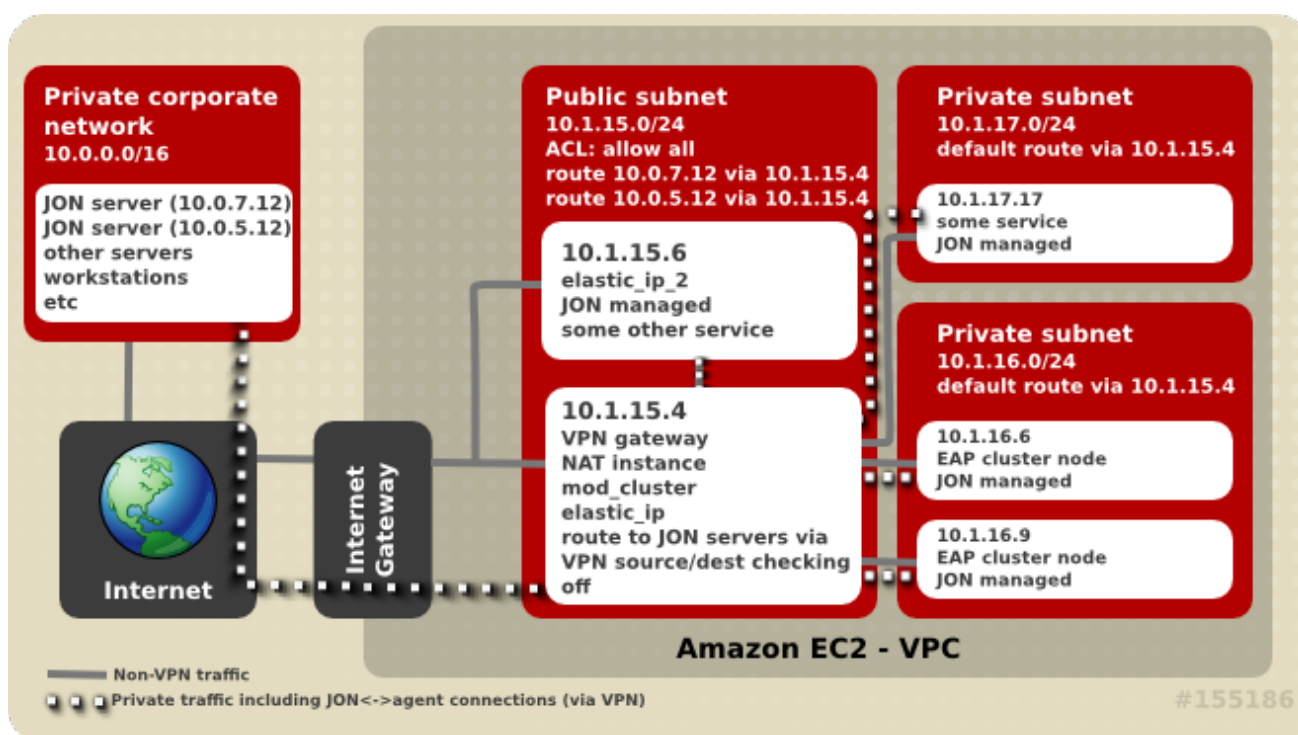 Private corporate
network
10.0.0.0/16
JON server (10.0.7.12)
JON server (10.0.5.12)
other servers
workstations
etc
Internet
Internet
Gateway
Public subnet
10.1.15.0/24
ACL: allow all
route 10.0.7.12 via 10.1.15.4
route 10.0.5.12 via 10.1.15.4
10.1.15.6
elastic_ip_2
JON managed
some other service
10.1.15.4
VPN gateway
NAT instance
mod_cluster
elastic_ip
route to JON servers via
VPN source/dest checking
off
Private subnet
10.1.17.0/24
default route via 10.1.15.4
10.1.17.17
some service
JON managed
Private subnet
10.1.16.0/24
default route via 10.1.15.4
10.1.16.6
EAP cluster node
JON managed
10.1.16.9
EAP cluster node
JON managed
Amazon EC2 - VPC
Non-VPN traffic
Private traffic including JON<->agent connections (via VPN)
#155186